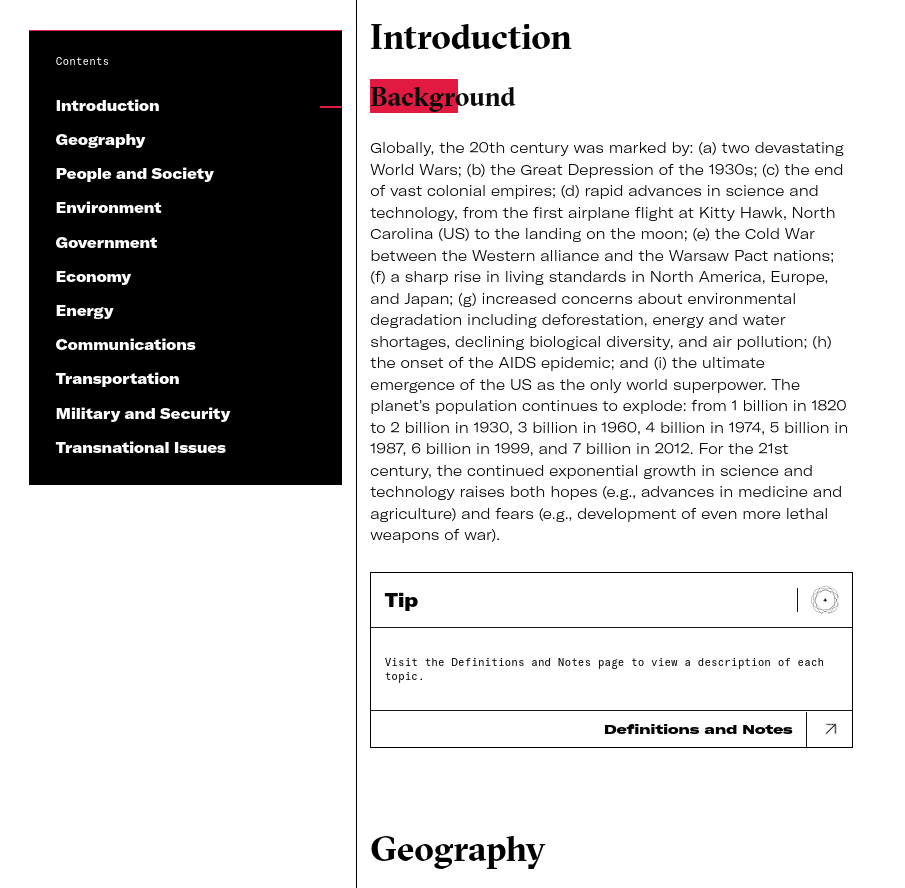 Contents
Introduction
Geography
People and Society
Environment
Government
Economy
Energy
Communications
Transportation
Military and Security
Transnational Issues
Introduction
Background
Globally, the 20th century was marked by: (a) two devastating
World Wars; (b) the Great Depression of the 1930s; (c) the end
of vast colonial empires; (d) rapid advances in science and
technology, from the first airplane flight at Kitty Hawk, North
Carolina (US) to the landing on the moon; (e) the Cold War
between the Western alliance and the Warsaw Pact nations;
(f) a sharp rise in living standards in North America, Europe,
and Japan; (g) increased concerns about environmental
degradation including deforestation, energy and water
shortages, declining biological diversity, and air pollution; (h)
the onset of the AIDS epidemic; and (i) the ultimate
emergence of the US as the only world superpower. The
planet's population continues to explode: from 1 billion in 1820
to 2 billion in 1930, 3 billion in 1960, 4 billion in 1974, 5 billion in
1987, 6 billion in 1999, and 7 billion in 2012. For the 21st
century, the continued exponential growth in science and
technology raises both hopes (e.g., advances in medicine and
agriculture) and fears (e.g., development of even more lethal
weapons of war).
Tip
Visit the Definitions and Notes page to view a description of each
topic.
Definitions and Notes
Geography